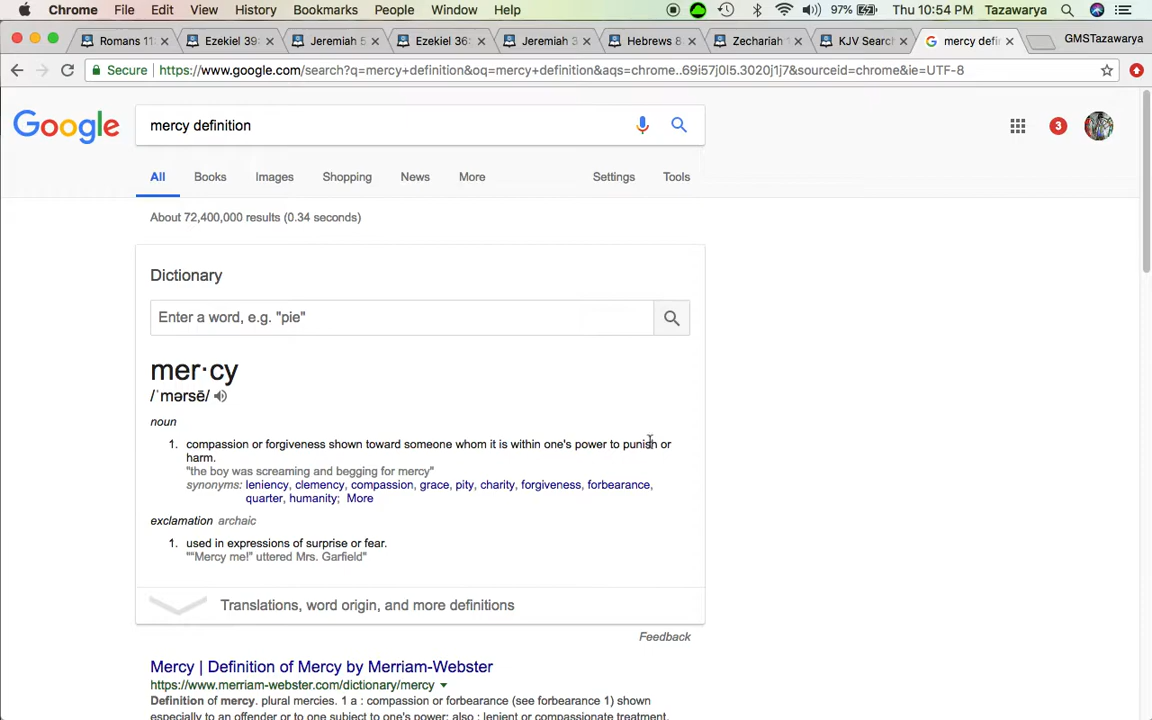 Chrome File Edit View History Bookmarks People Window Help 97% Thu 10:54 PM Tazawarya
Romans 11: Ezekiel 39: Jeremiah 5 Ezekiel 36: Jeremiah 3 Hebrews 8: Zechariah 1 KJV Search mercy defin GMSTazawarya
Secure https://www.google.com/search?q=mercy+definition&oq=mercy+definition&aqs=chrome..69i57j0l5.3020j1j7&sourceid=chrome&ie=UTF-8
Google mercy definition 3
All Books Images Shopping News More Settings Tools
About 72,400,000 results (0.34 seconds)
Dictionary
Enter a word, e.g. "pie"
mer·cy
/ˈmərsē/
noun
1. compassion or forgiveness shown toward someone whom it is within one's power to punish or
harm.
"the boy was screaming and begging for mercy"
synonyms: leniency, clemency, compassion, grace, pity, charity, forgiveness, forbearance,
quarter, humanity; More
exclamation archaic
1. used in expressions of surprise or fear.
""Mercy me!" uttered Mrs. Garfield"
Translations, word origin, and more definitions
Feedback
Mercy | Definition of Mercy by Merriam-Webster
https://www.merriam-webster.com/dictionary/mercy
Definition of mercy. plural mercies. 1 a : compassion or forbearance (see forbearance 1) shown
especially to an offender or to one subject to one's power; also : lenient or compassionate treatment.